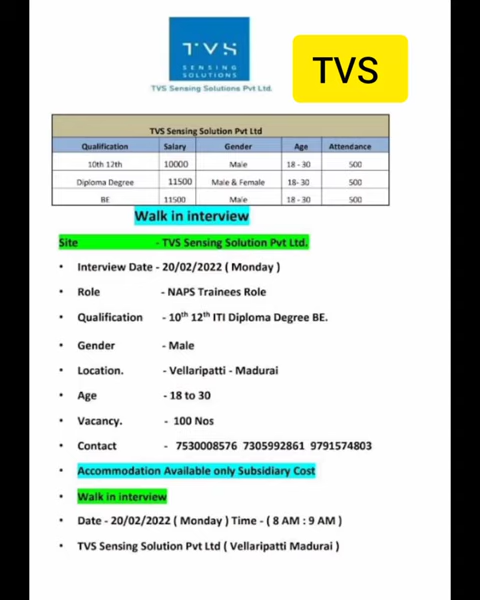 TVS
SENSING
SOLUTIONS
TVS Sensing Solutions Pvt Ltd.
TVS
TVS Sensing Solution Pvt Ltd
Qualification Salary Gender Age Attendance
10th 12th 10000 Male 18 - 30 500
Diploma Degree 11500 Male & Female 18- 30 500
BE 11500 Male 18 - 30 500
Walk in interview
Site - TVS Sensing Solution Pvt Ltd.
• Interview Date - 20/02/2022 ( Monday )
• Role - NAPS Trainees Role
• Qualification - 10th 12th ITI Diploma Degree BE.
• Gender - Male
• Location. - Vellaripatti - Madurai
• Age - 18 to 30
• Vacancy. - 100 Nos
• Contact - 7530008576 7305992861 9791574803
• Accommodation Available only Subsidiary Cost
• Walk in interview
• Date - 20/02/2022 ( Monday ) Time - ( 8 AM : 9 AM )
• TVS Sensing Solution Pvt Ltd ( Vellaripatti Madurai )